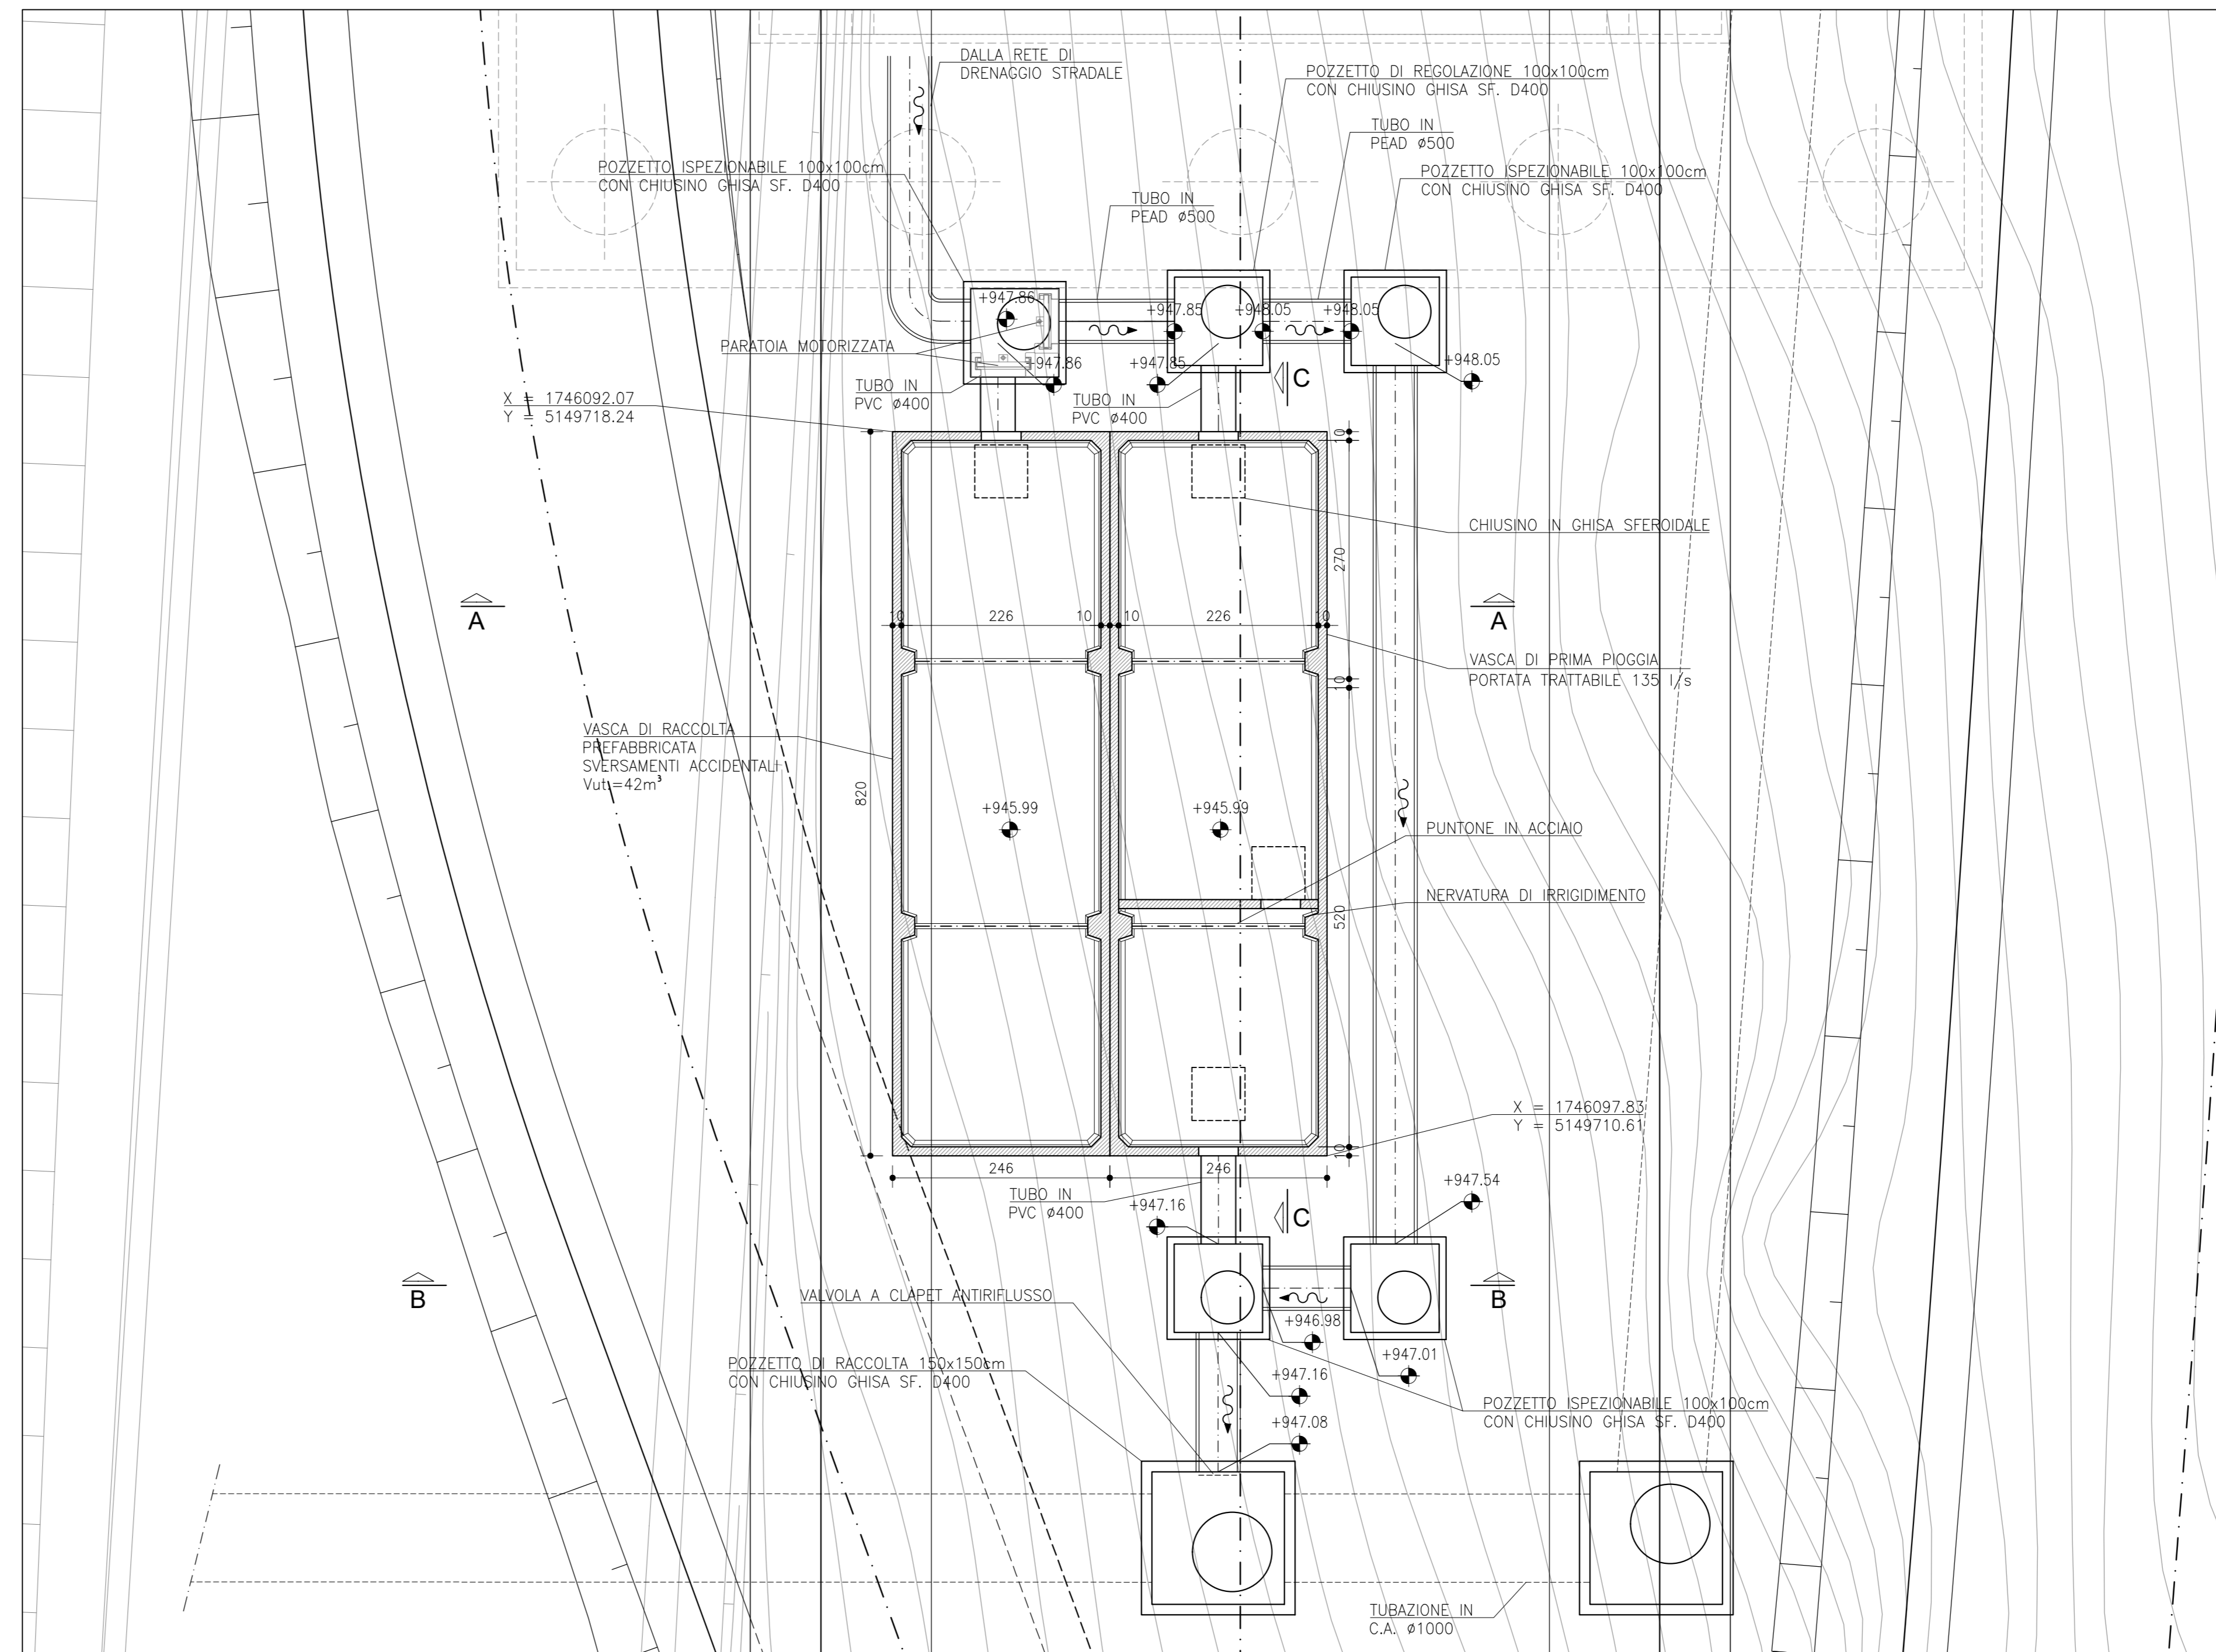 DALLA RETE DI
DRENAGGIO STRADALE
POZZETTO DI REGOLAZIONE 100x100cm
CON CHIUSINO GHISA SF. D400
TUBO IN
PEAD ø500
POZZETTO ISPEZIONABILE 100x100cm
CON CHIUSINO GHISA SF. D400
POZZETTO ISPEZIONABILE 100x100cm
CON CHIUSINO GHISA SF. D400
TUBO IN
PEAD ø500
+947.86
+947.85
+948.05
+948.05
PARATOIA MOTORIZZATA
+947.86
+947.85
+948.05
C
TUBO IN
PVC ø400
TUBO IN
PVC ø400
X = 1746092.07
Y = 5149718.24
10
CHIUSINO IN GHISA SFEROIDALE
270
A
A
10
226
10
10
226
10
VASCA DI PRIMA PIOGGIA
PORTATA TRATTABILE 135 l/s
10
VASCA DI RACCOLTA
PREFABBRICATA
SVERSAMENTI ACCIDENTALI
Vut.=42m³
820
+945.99
+945.99
PUNTONE IN ACCIAIO
NERVATURA DI IRRIGIDIMENTO
520
X = 1746097.83
Y = 5149710.61
10
246
246
TUBO IN
PVC ø400
+947.16
+947.54
C
B
B
VALVOLA A CLAPET ANTIRIFLUSSO
+946.98
+947.01
POZZETTO DI RACCOLTA 150x150cm
CON CHIUSINO GHISA SF. D400
+947.16
+947.08
POZZETTO ISPEZIONABILE 100x100cm
CON CHIUSINO GHISA SF. D400
TUBAZIONE IN
C.A. ø1000